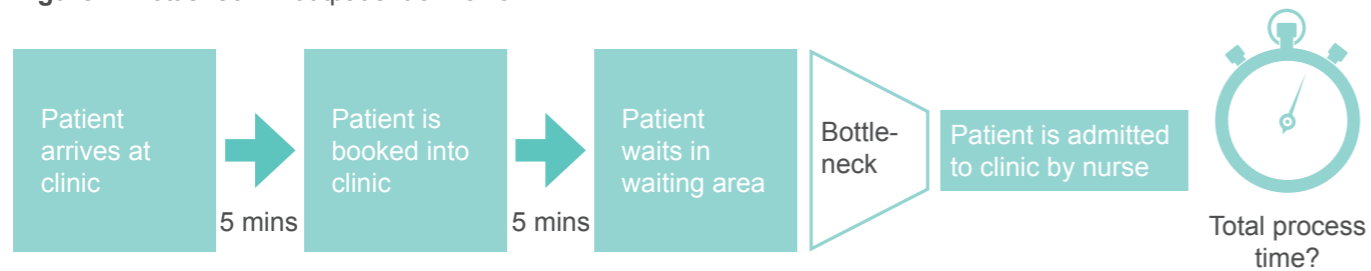 Patient
arrives at
clinic
5 mins
Patient is
booked into
clinic
5 mins
Patient
waits in
waiting area
Bottle-
neck
Patient is admitted
to clinic by nurse
Total process
time?